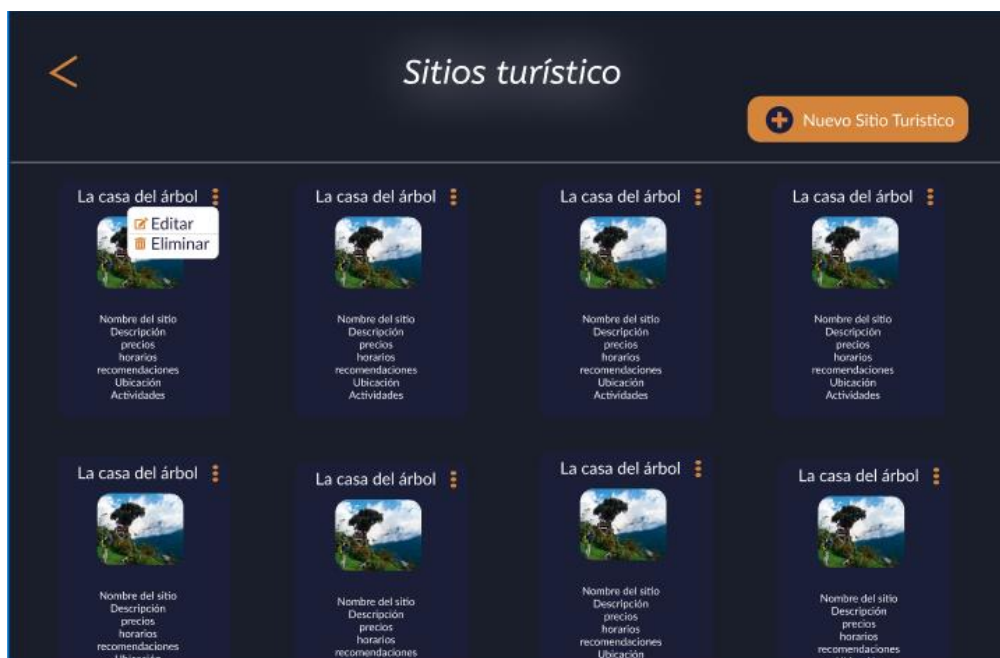 Sitios turístico
Nuevo Sitio Turistico
La casa del árbol
Editar
Eliminar
Nombre del sitio
Descripción
precios
horarios
recomendaciones
Ubicación
Actividades
La casa del árbol
Nombre del sitio
Descripción
precios
horarios
recomendaciones
Ubicación
Actividades
La casa del árbol
Nombre del sitio
Descripción
precios
horarios
recomendaciones
Ubicación
Actividades
La casa del árbol
Nombre del sitio
Descripción
precios
horarios
recomendaciones
Ubicación
Actividades
La casa del árbol
Nombre del sitio
Descripción
precios
horarios
recomendaciones
Ubicación
La casa del árbol
Nombre del sitio
Descripción
precios
horarios
recomendaciones
La casa del árbol
Nombre del sitio
Descripción
precios
horarios
recomendaciones
Ubicación
La casa del árbol
Nombre del sitio
Descripción
precios
horarios
recomendaciones